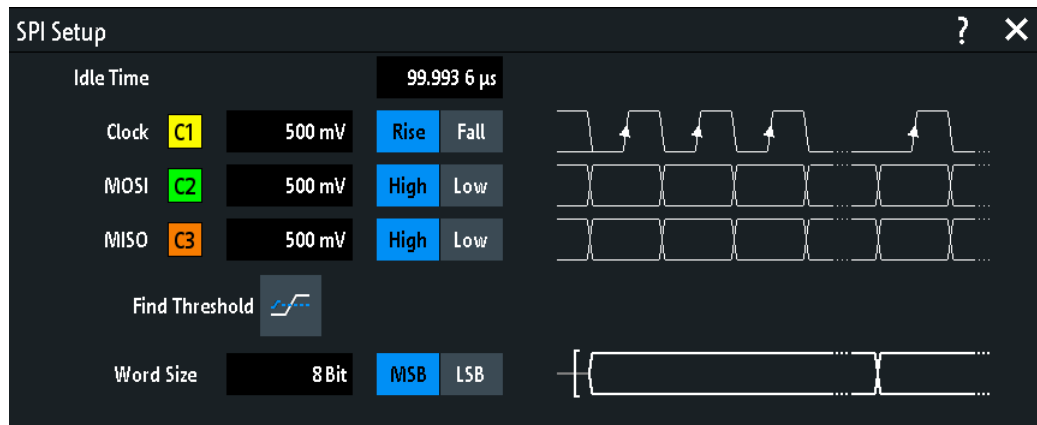 SPI Setup ? ✕
Idle Time 99.993 6 µs
Clock C1 500 mV Rise Fall
MOSI C2 500 mV High Low
MISO C3 500 mV High Low
Find Threshold
Word Size 8 Bit MSB LSB